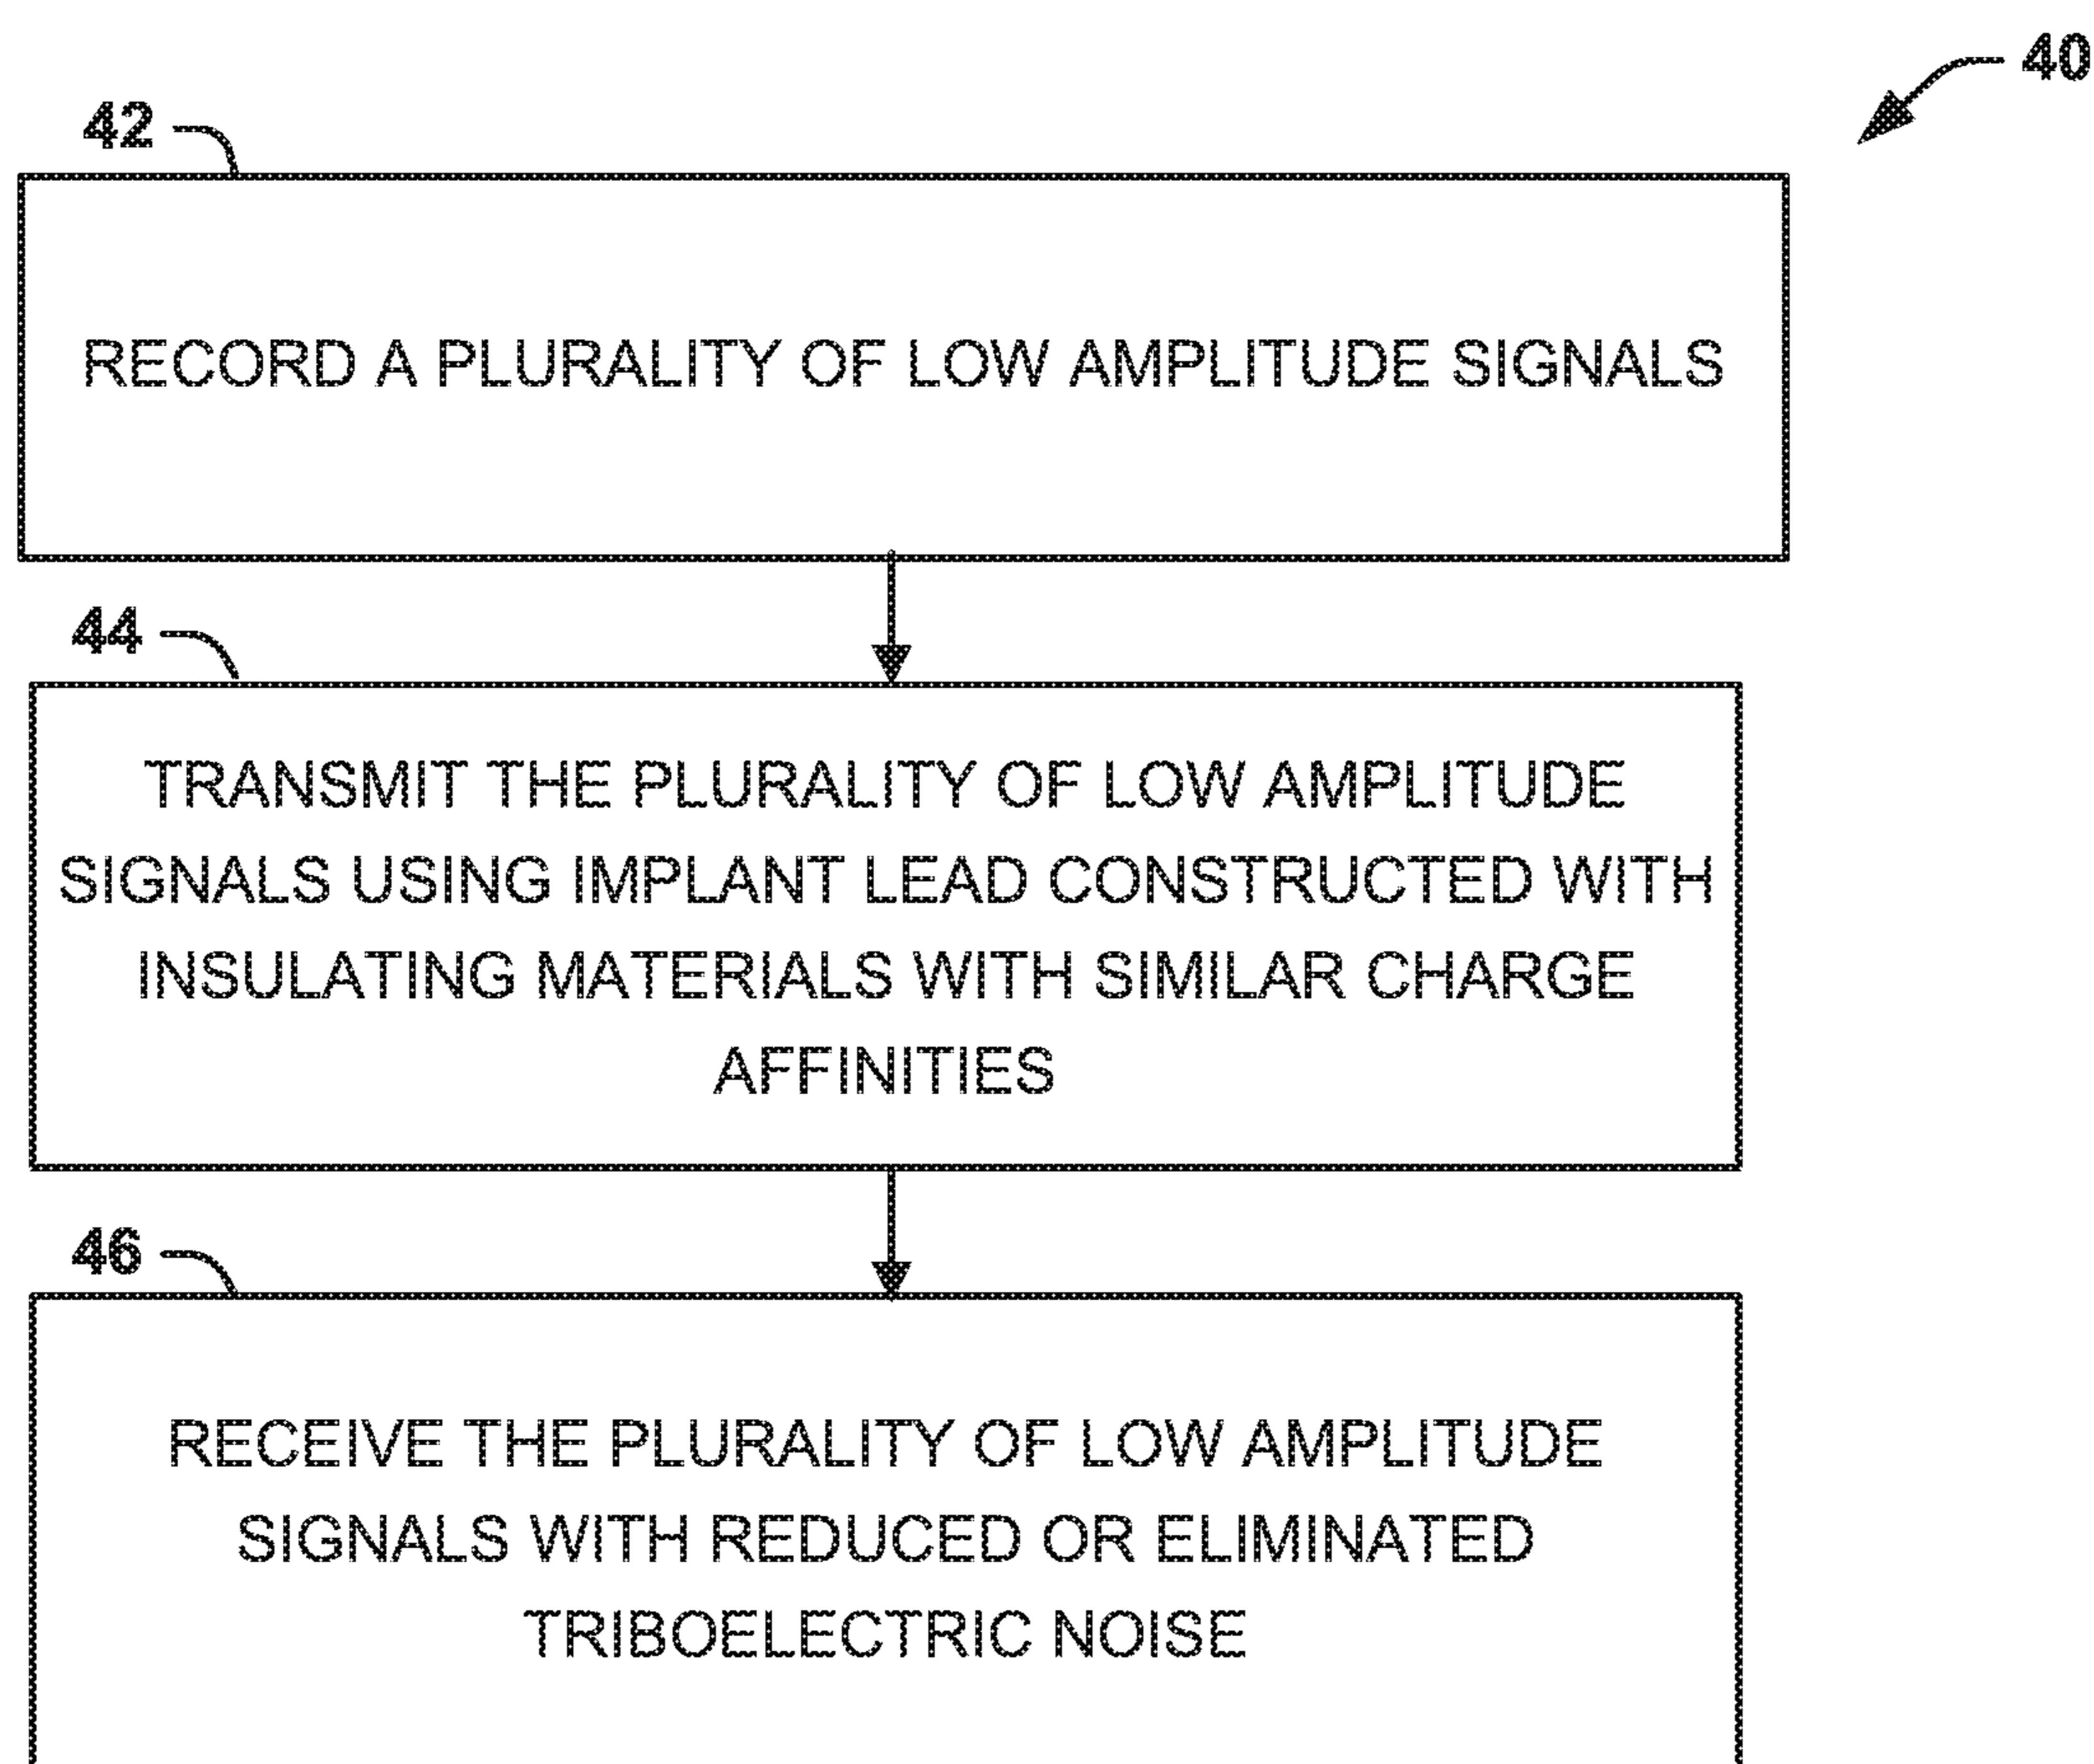 40
42
RECORD A PLURALITY OF LOW AMPLITUDE SIGNALS
44
TRANSMIT THE PLURALITY OF LOW AMPLITUDE
SIGNALS USING IMPLANT LEAD CONSTRUCTED WITH
INSULATING MATERIALS WITH SIMILAR CHARGE
AFFINITIES
46
RECEIVE THE PLURALITY OF LOW AMPLITUDE
SIGNALS WITH REDUCED OR ELIMINATED
TRIBOELECTRIC NOISE